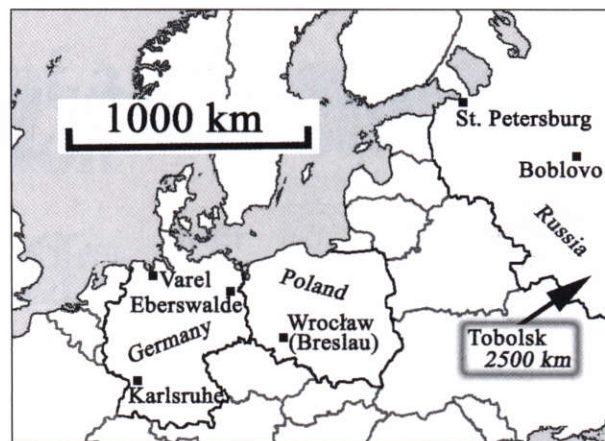 1000 km
St. Petersburg
Boblovo
Russia
Varel
Eberswalde
Poland
Germany
Wrocław
(Breslau)
Karlsruhe
Tobolsk
2500 km